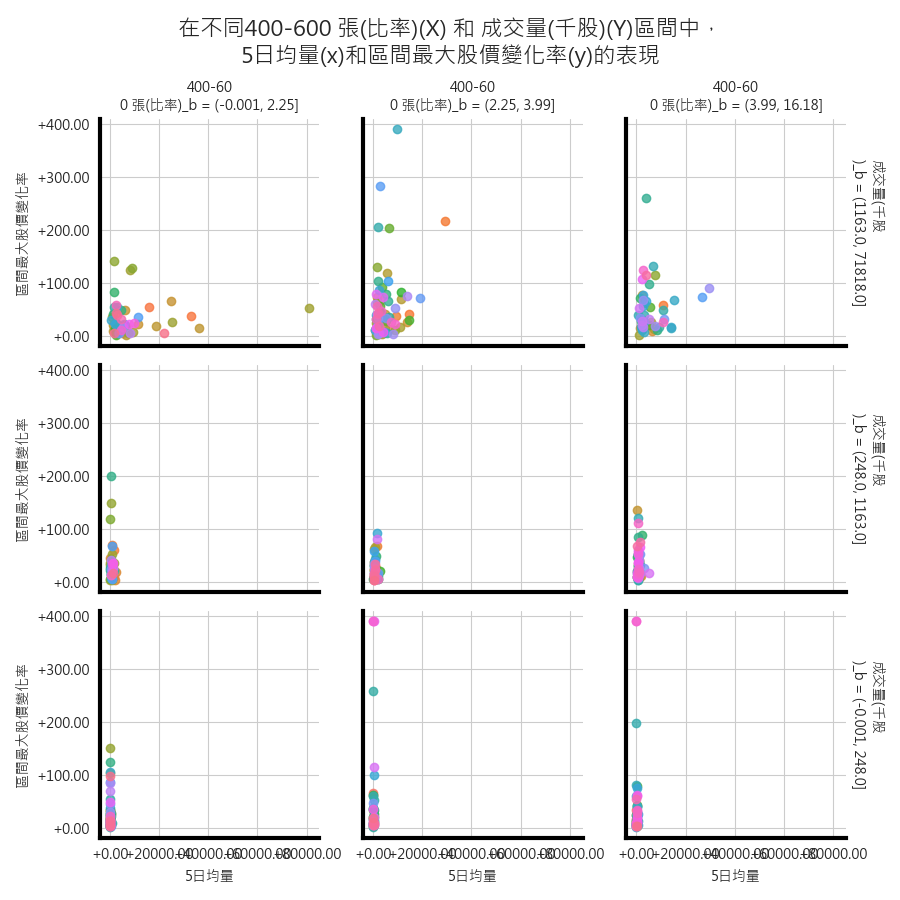 在不同400-600 張(比率)(X) 和 成交量(千股)(Y)區間中，
5日均量(x)和區間最大股價變化率(y)的表現
400-60
0 張(比率)_b = (-0.001, 2.25]
400-60
0 張(比率)_b = (2.25, 3.99]
400-60
0 張(比率)_b = (3.99, 16.18]
+400.00
+300.00
+200.00
+100.00
+0.00
區間最大股價變化率
成交量(千股
)_b = (1163.0, 71818.0]
+400.00
+300.00
+200.00
+100.00
+0.00
區間最大股價變化率
成交量(千股
)_b = (248.0, 1163.0]
+400.00
+300.00
+200.00
+100.00
+0.00
區間最大股價變化率
成交量(千股
)_b = (-0.001, 248.0]
+0.00 +20000.00 +40000.00 +60000.00 +80000.00
+0.00 +20000.00 +40000.00 +60000.00 +80000.00
+0.00 +20000.00 +40000.00 +60000.00 +80000.00
5日均量
5日均量
5日均量